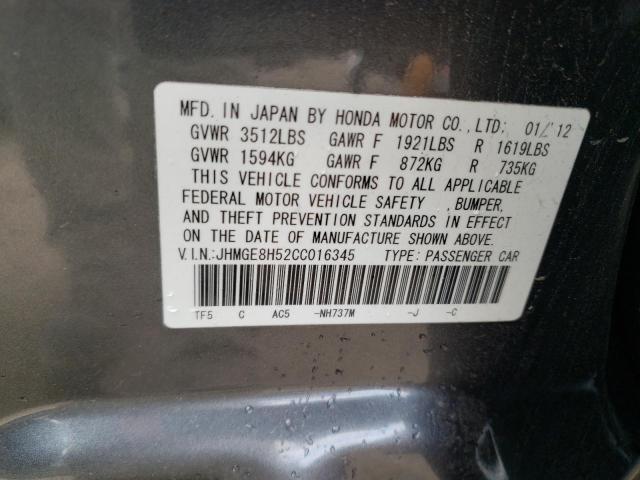 MFD. IN JAPAN BY HONDA MOTOR CO., LTD: 01/12
GVWR 3512LBS GAWR F 1921LBS R 1619LBS
GVWR 1594KG GAWR F 872KG R 735KG
THIS VEHICLE CONFORMS TO ALL APPLICABLE
FEDERAL MOTOR VEHICLE SAFETY , BUMPER,
AND THEFT PREVENTION STANDARDS IN EFFECT
ON THE DATE OF MANUFACTURE SHOWN ABOVE.
V.I.N.:JHMGE8H52CC016345 TYPE: PASSENGER CAR
TF5 C AC5 -NH737M -J -C